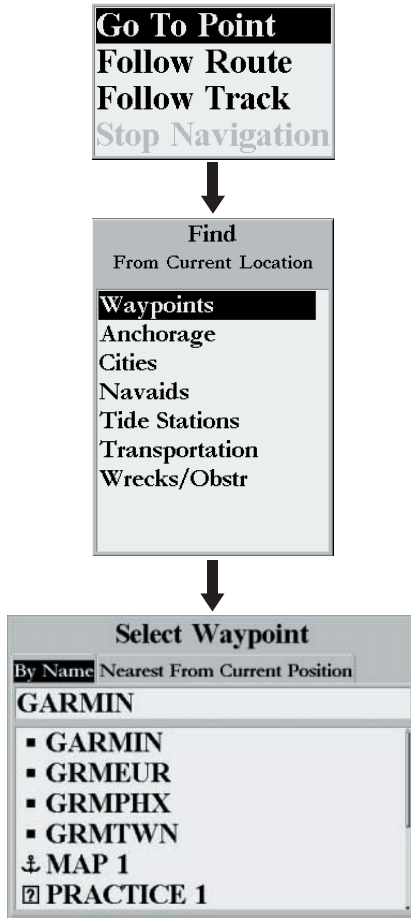 Go To Point
Follow Route
Follow Track
Stop Navigation
Find
From Current Location
Waypoints
Anchorage
Cities
Navaids
Tide Stations
Transportation
Wrecks/Obstr
Select Waypoint
By Name Nearest From Current Position
GARMIN
GARMIN
GRMEUR
GRMPHX
GRMTWN
MAP 1
PRACTICE 1